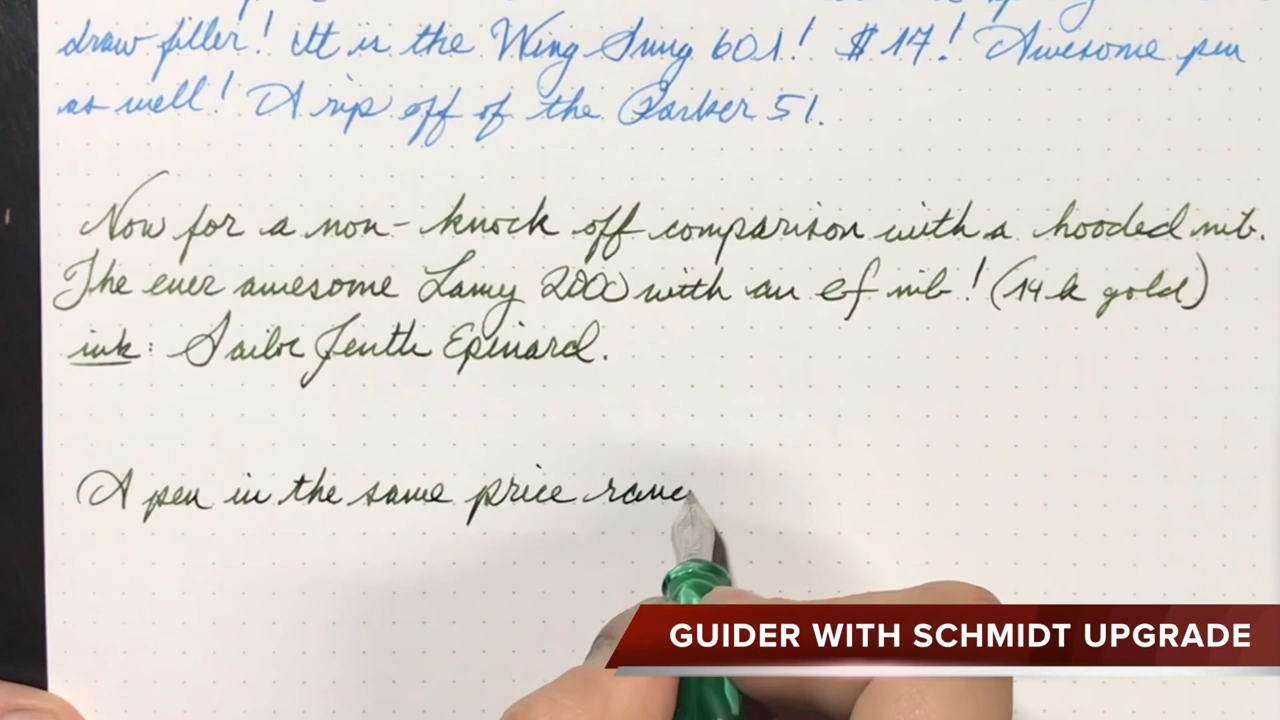 draw filler! It is the Wing Sung 601! $17! Awesome pen
as well! A rip off of the Parker 51.
Now for a non-knock off comparison with a hooded nib.
The ever awesome Lamy 2000 with an ef nib! (14k gold)
ink: Sailor Jentle Epinard.
A pen in the same price rang
GUIDER WITH SCHMIDT UPGRADE